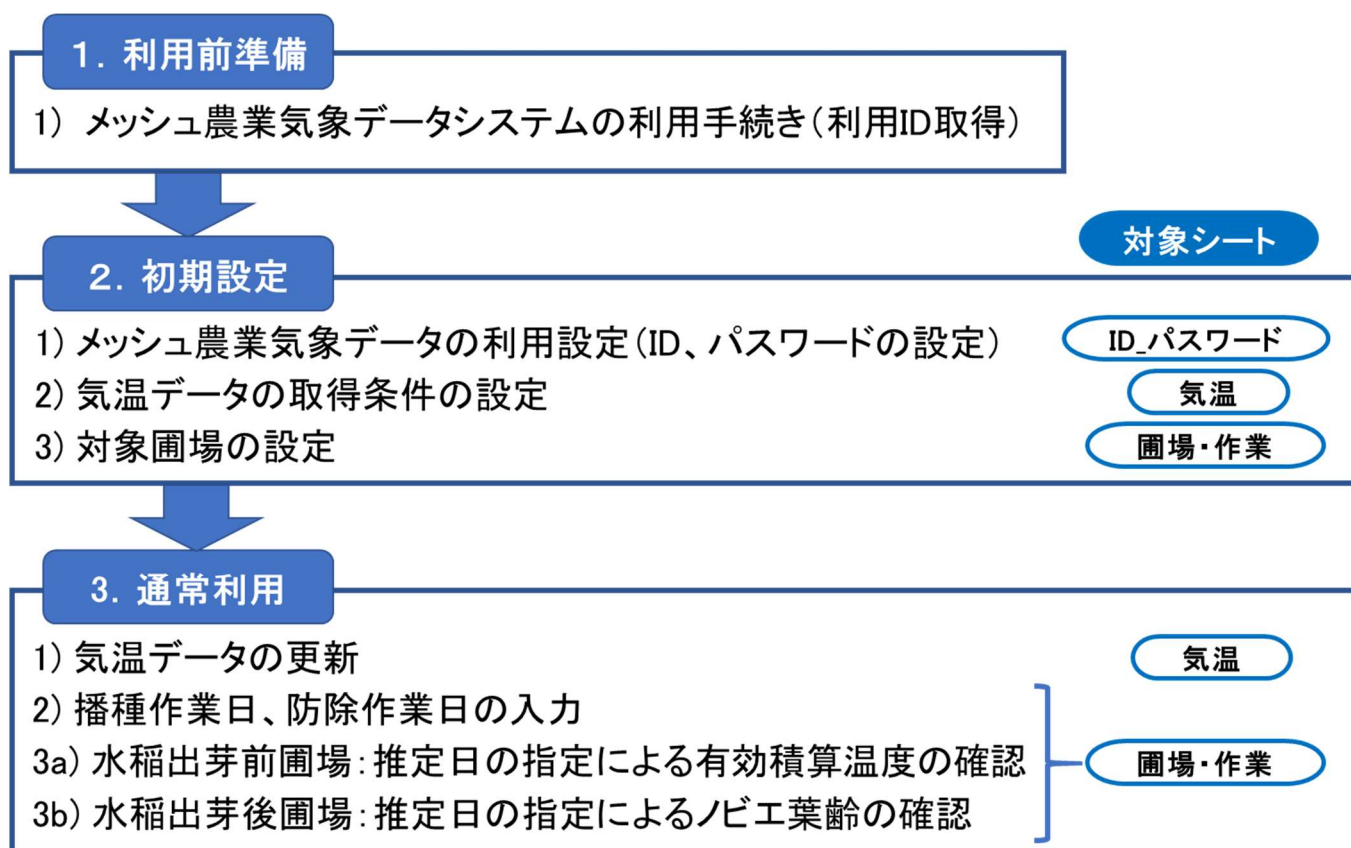 1. 利用前準備
1) メッシュ農業気象データシステムの利用手続き（利用ID取得）
対象シート
2. 初期設定
1) メッシュ農業気象データの利用設定（ID、パスワードの設定） ID_パスワード
2) 気温データの取得条件の設定 気温
3) 対象圃場の設定 圃場・作業
3. 通常利用
1) 気温データの更新 気温
2) 播種作業日、防除作業日の入力
3a) 水稲出芽前圃場：推定日の指定による有効積算温度の確認 圃場・作業
3b) 水稲出芽後圃場：推定日の指定によるノビエ葉齢の確認